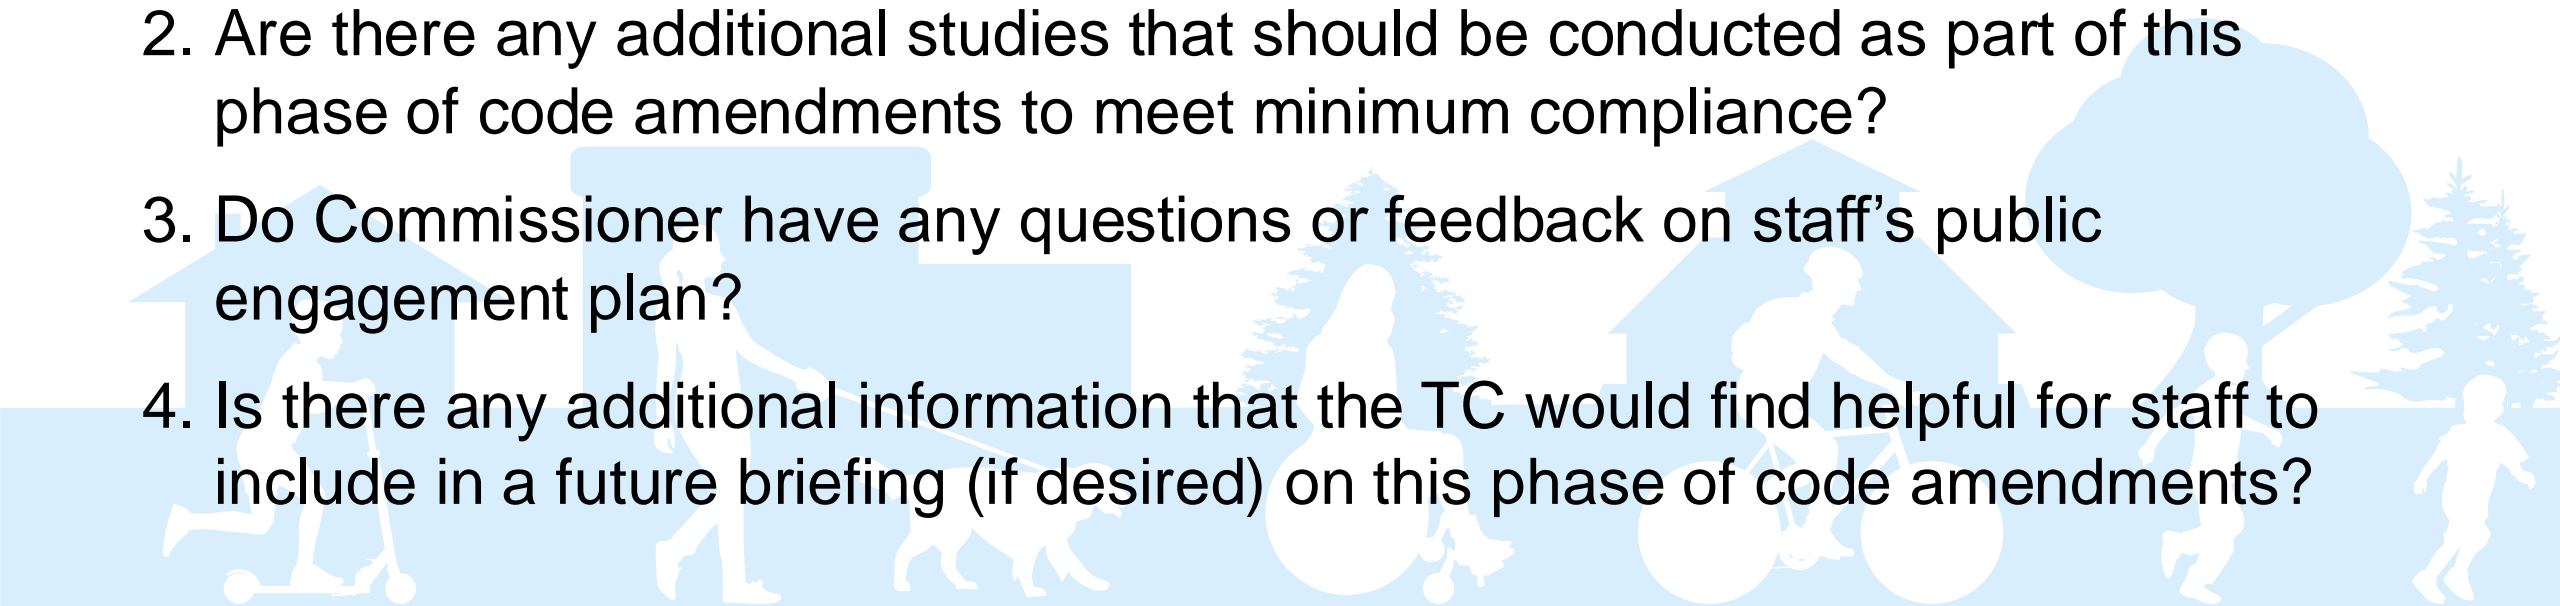 2. Are there any additional studies that should be conducted as part of this
phase of code amendments to meet minimum compliance?
3. Do Commissioner have any questions or feedback on staff’s public
engagement plan?
4. Is there any additional information that the TC would find helpful for staff to
include in a future briefing (if desired) on this phase of code amendments?